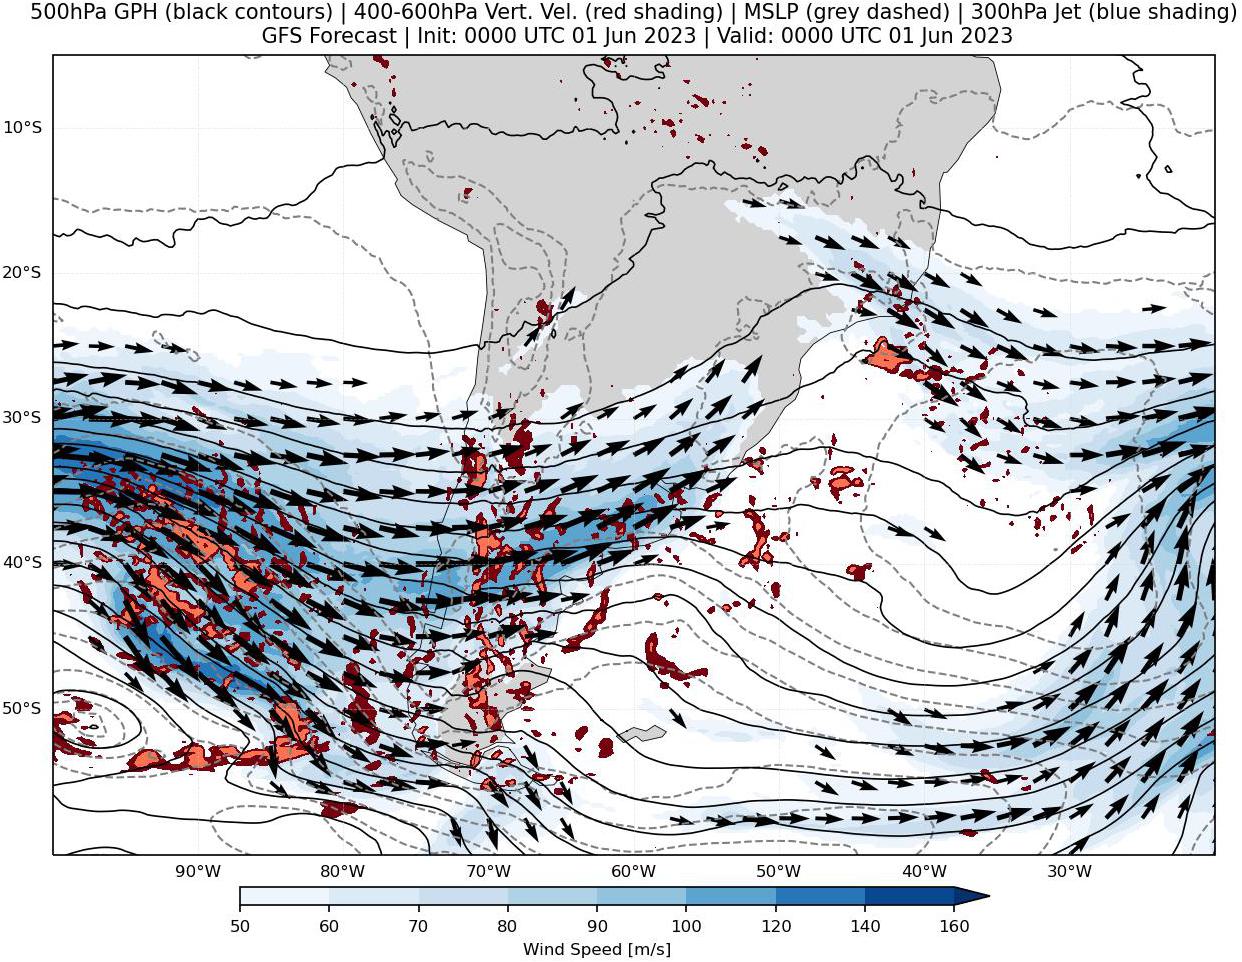 500hPa GPH (black contours) | 400-600hPa Vert. Vel. (red shading) | MSLP (grey dashed) | 300hPa Jet (blue shading)
GFS Forecast | Init: 0000 UTC 01 Jun 2023 | Valid: 0000 UTC 01 Jun 2023
10°S
20°S
30°S
40°S
50°S
90°W 80°W 70°W 60°W 50°W 40°W 30°W
50 60 70 80 90 100 120 140 160
Wind Speed [m/s]